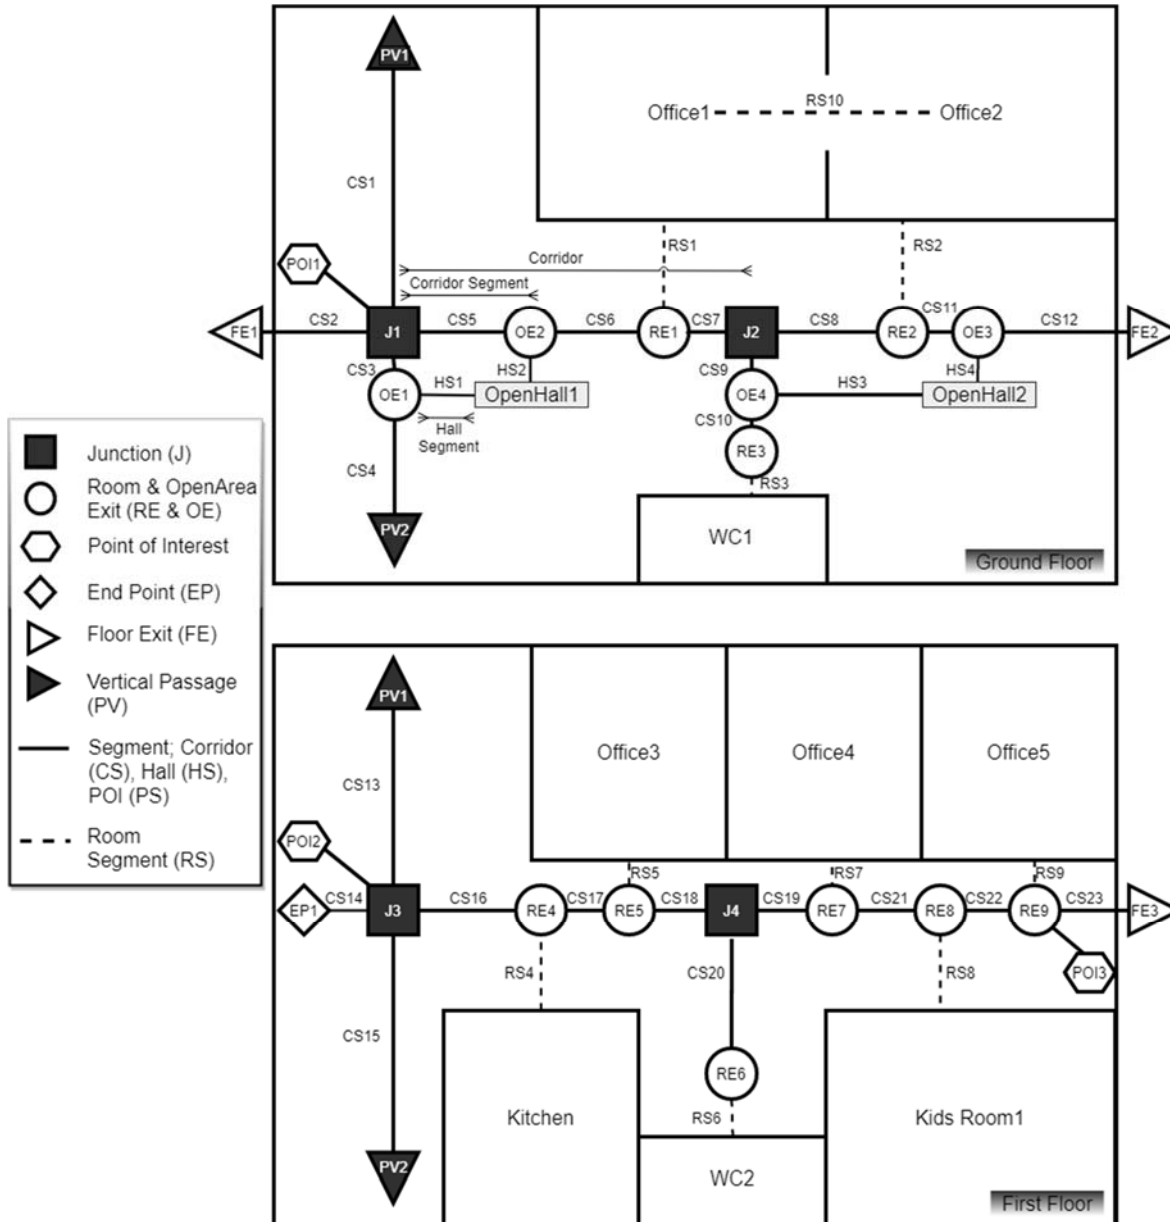 PV1
Office1
RS10
Office2
CS1
RS1
RS2
POI1
Corridor
Corridor Segment
FE1
CS2
J1
CS5
OE2
CS6
RE1
CS7
J2
CS8
RE2
CS11
OE3
CS12
FE2
CS3
HS1
HS2
CS9
HS3
HS4
OE1
OpenHall1
OE4
OpenHall2
Hall
Segment
CS10
RE3
CS4
RS3
PV2
WC1
Ground Floor
Junction (J)
Room & OpenArea
Exit (RE & OE)
Point of Interest
End Point (EP)
Floor Exit (FE)
Vertical Passage
(PV)
Segment; Corridor
(CS), Hall (HS),
POI (PS)
Room
Segment (RS)
PV1
Office3
Office4
Office5
CS13
POI2
RS5
RS7
RS9
EP1
CS14
J3
CS16
RE4
CS17
RE5
CS18
J4
CS19
RE7
CS21
RE8
CS22
RE9
CS23
FE3
RS4
CS20
RS8
POI3
CS15
RE6
Kitchen
RS6
Kids Room1
PV2
WC2
First Floor